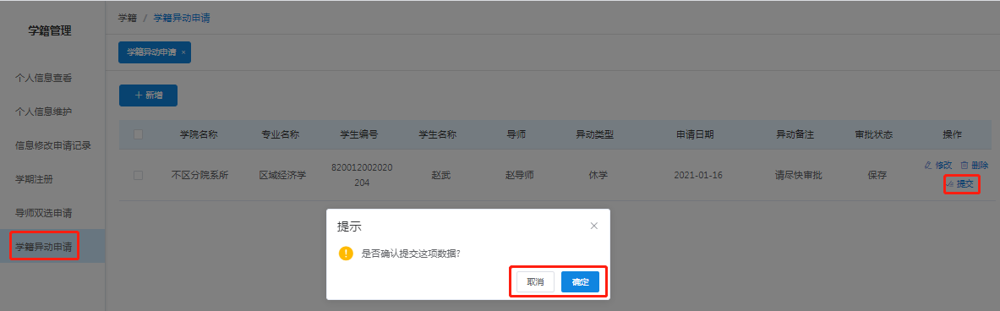 学籍管理
个人信息查看
个人信息维护
信息修改申请记录
学期注册
导师双选申请
学籍异动申请
学籍 / 学籍异动申请
学籍异动申请 ×
+ 新增
学院名称 专业名称 学生编号 学生名称 导师 异动类型 申请日期 异动备注 审批状态 操作
不区分院系所 区域经济学 820012002020204 赵武 赵导师 休学 2021-01-16 请尽快审批 保存 修改 删除
提交
提示
是否确认提交这项数据?
取消 确定